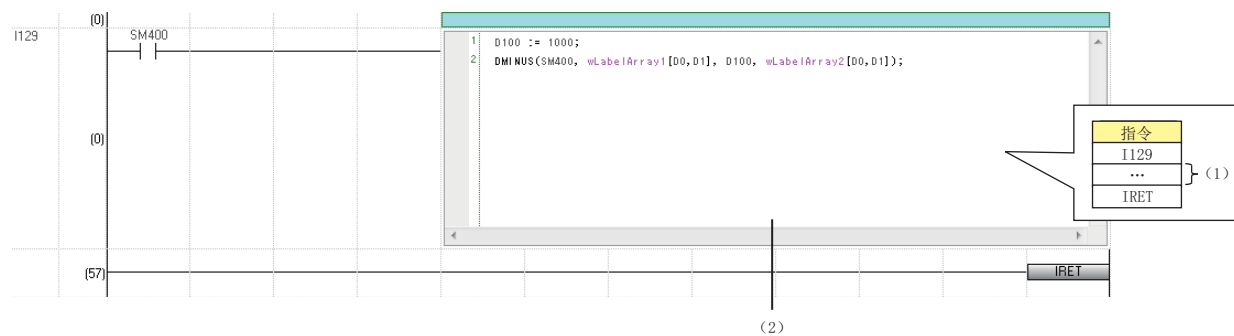 (0)
I129
SM400
1 D100 := 1000;
2 DMINUS(SM400, wLabelArray1[D0,D1], D100, wLabelArray2[D0,D1]);
(0)
指令
I129
…
(1)
IRET
(57)
IRET
(2)